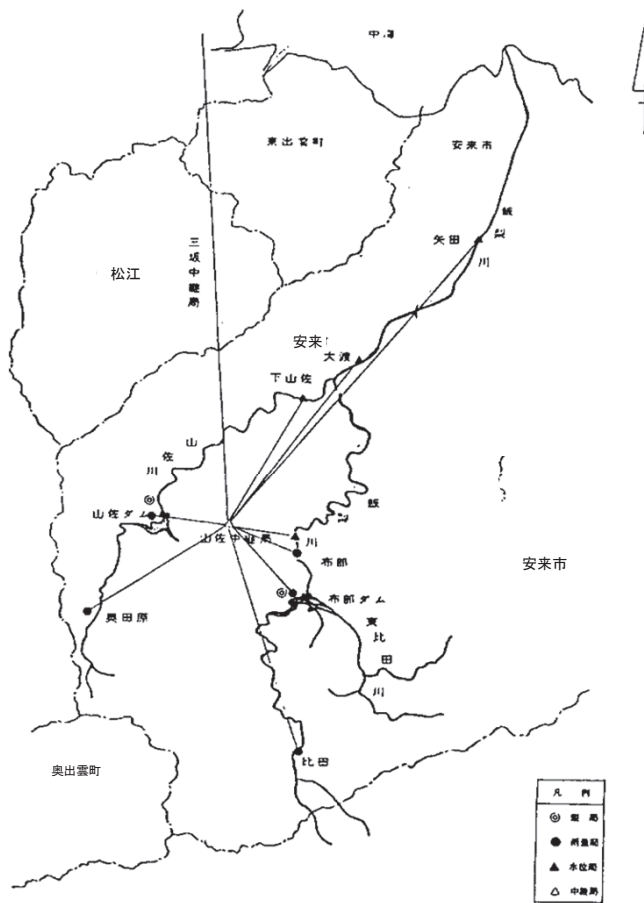 中海
東出雲町
安来市
飯梨川
矢田
三坂中継局
松江
安来
大渡
下山佐
山佐川
山佐ダム
山佐中継局
飯梨川
布部
安来市
布部ダム
奥田原
東比田川
比田
奥出雲町
凡例
雨量局
水位局
中継局